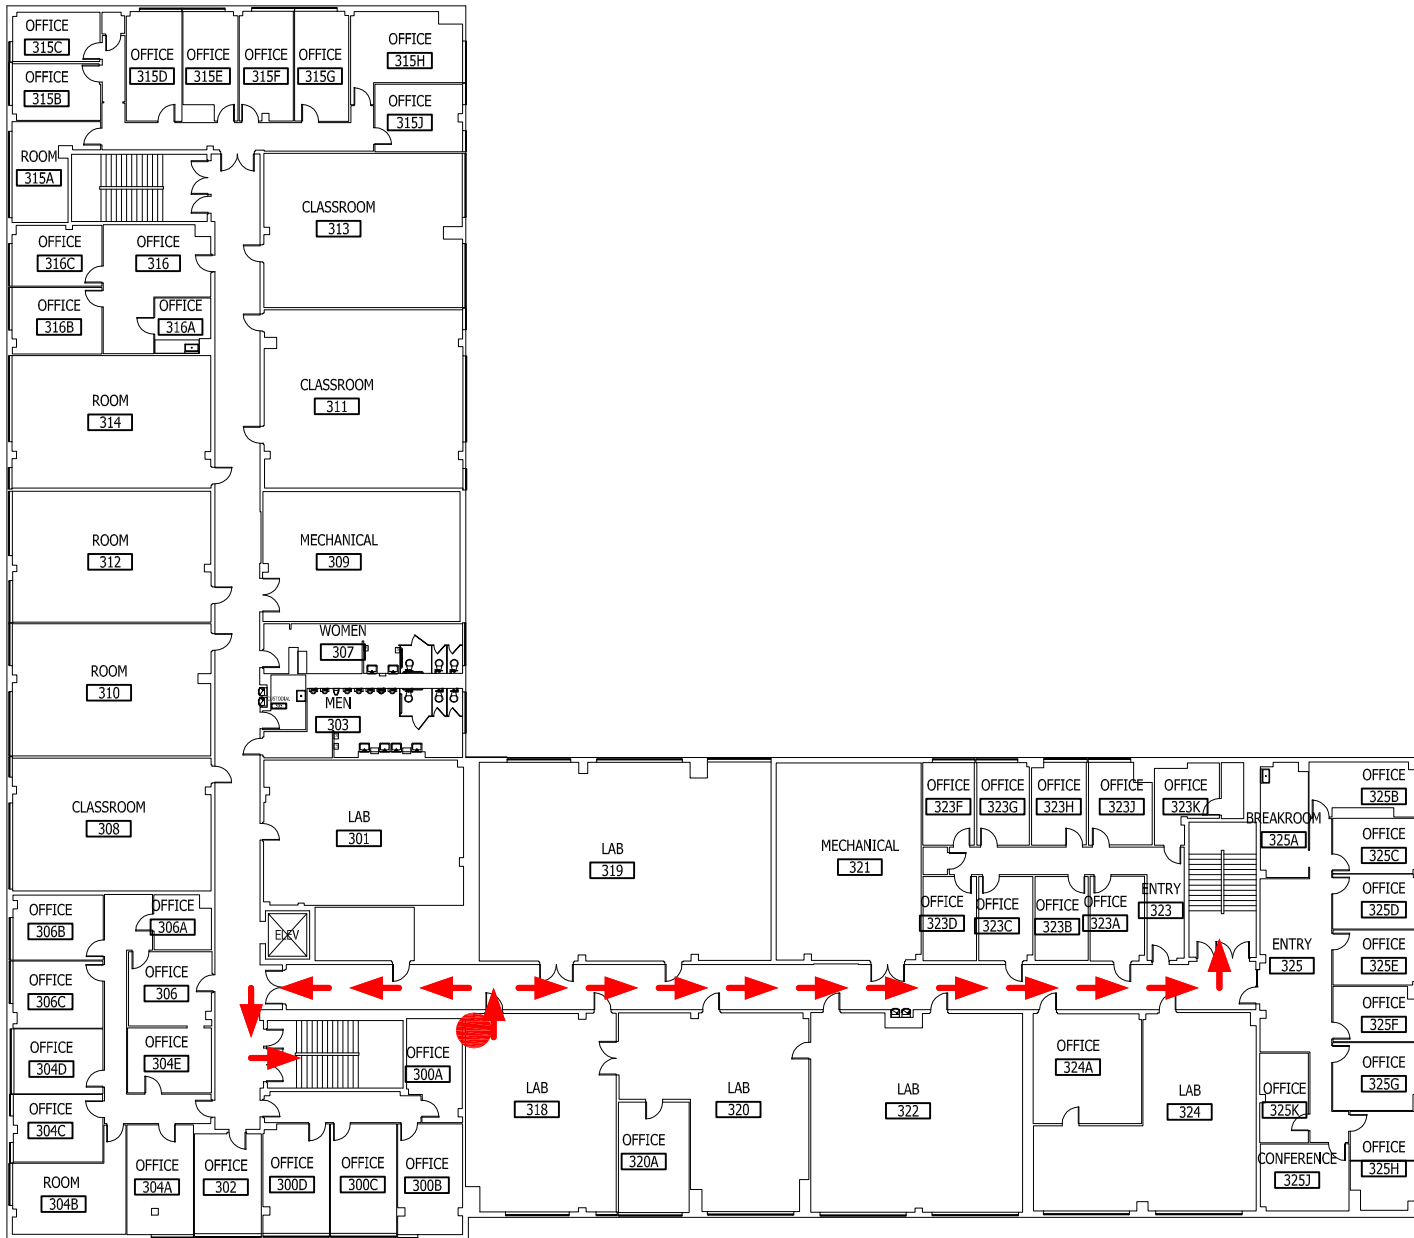 OFFICE
315C
OFFICE
315B
ROOM
315A
OFFICE
315D
OFFICE
315E
OFFICE
315F
OFFICE
315G
OFFICE
315H
OFFICE
315J
CLASSROOM
313
OFFICE
316C
OFFICE
316
OFFICE
316B
OFFICE
316A
CLASSROOM
311
ROOM
314
ROOM
312
MECHANICAL
309
WOMEN
307
ROOM
310
CUSTODIAL
MEN
303
CLASSROOM
308
LAB
301
LAB
319
MECHANICAL
321
OFFICE
323F
OFFICE
323G
OFFICE
323H
OFFICE
323J
OFFICE
323K
BREAKROOM
325A
OFFICE
325B
OFFICE
325C
OFFICE
323D
OFFICE
323C
OFFICE
323B
OFFICE
323A
ENTRY
323
OFFICE
325D
ENTRY
325
OFFICE
325E
OFFICE
306B
OFFICE
306A
ELEV
OFFICE
306C
OFFICE
306
OFFICE
304D
OFFICE
304E
OFFICE
304C
ROOM
304B
OFFICE
304A
OFFICE
302
OFFICE
300D
OFFICE
300C
OFFICE
300B
OFFICE
300A
LAB
318
LAB
320
OFFICE
320A
LAB
322
OFFICE
324A
LAB
324
OFFICE
325F
OFFICE
325G
OFFICE
325K
CONFERENCE
325J
OFFICE
325H